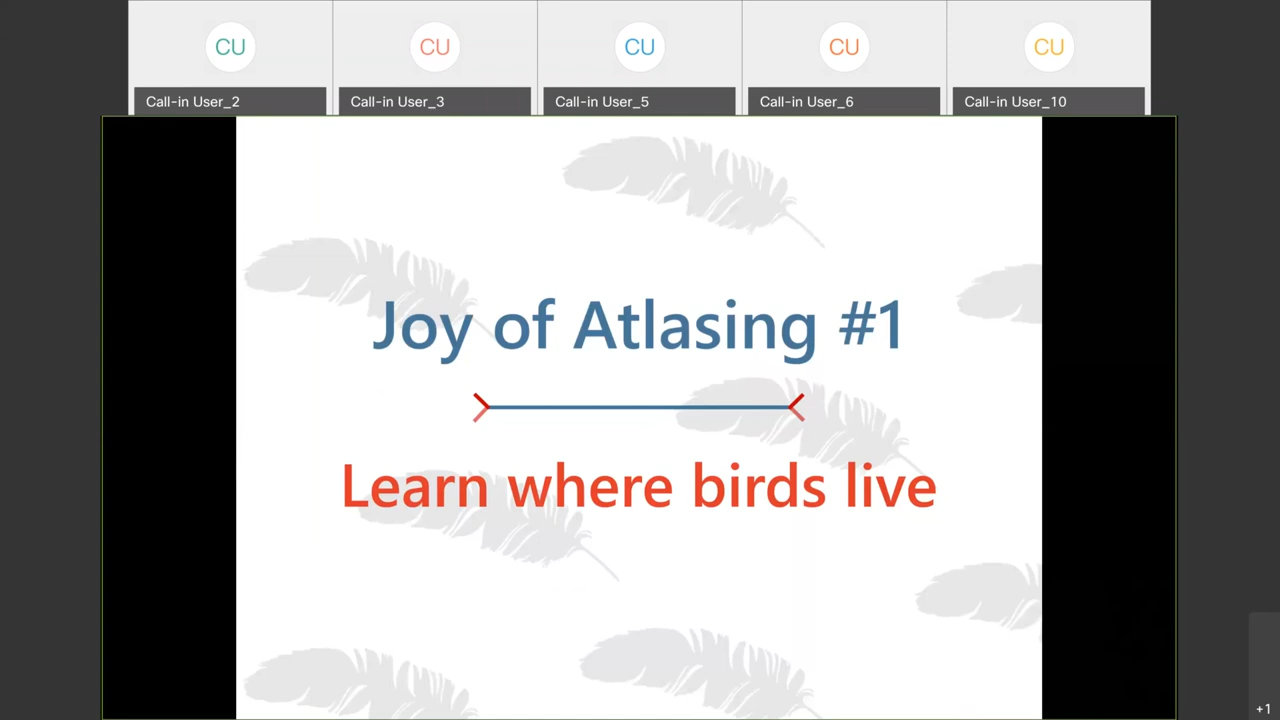 CU CU CU CU CU
Call-in User_2 Call-in User_3 Call-in User_5 Call-in User_6 Call-in User_10
Joy of Atlasing #1
Learn where birds live
+1